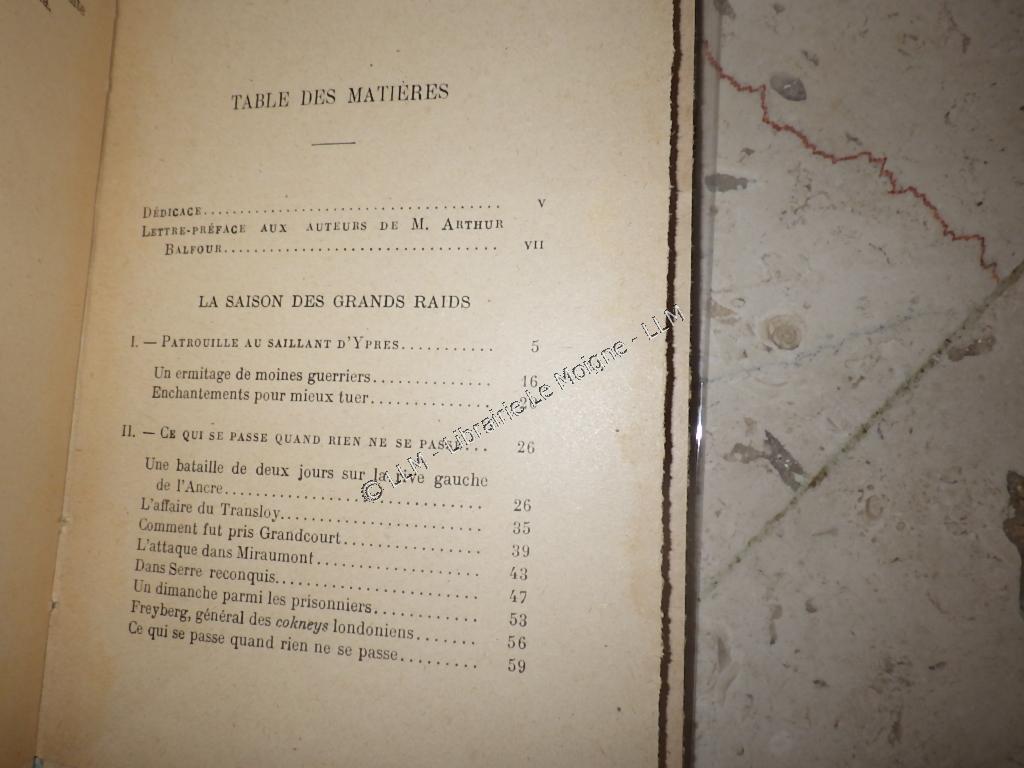 TABLE DES MATIÈRES
DÉDICACE........ V
LETTRE-PRÉFACE AUX AUTEURS DE M. ARTHUR
BALFOUR........ VII
LA SAISON DES GRANDS RAIDS
I. — PATROUILLE AU SAILLANT D'YPRES........ 5
Un ermitage de moines guerriers........ 16
Enchantements pour mieux tuer........
II. — CE QUI SE PASSE QUAND RIEN NE SE PASSE... 26
Une bataille de deux jours sur la rive gauche
de l'Ancre........ 26
L'affaire du Transloy........ 35
Comment fut pris Grandcourt........ 39
L'attaque dans Miraumont........ 43
Dans Serre reconquis........ 47
Un dimanche parmi les prisonniers........ 53
Freyberg, général des cokneys londoniens....... 56
Ce qui se passe quand rien ne se passe......... 59
© LLM - Librairie Le Moigne - LLM